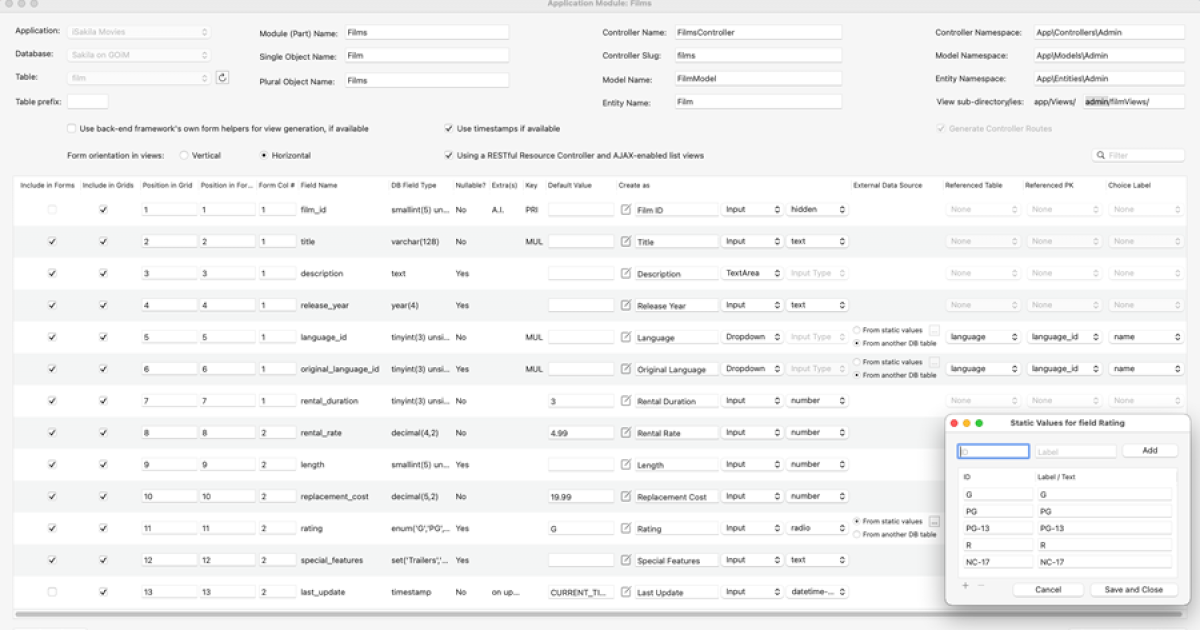 Application Module: Films
Application: iSakila Movies Module (Part) Name: Films Controller Name: FilmsController Controller Namespace: App\Controllers\Admin
Database: Sakila on GOiM Single Object Name: Film Controller Slug: films Model Namespace: App\Models\Admin
Table: film Plural Object Name: Films Model Name: FilmModel Entity Namespace: App\Entities\Admin
Table prefix: Entity Name: Film View sub-directory/ies: app/Views/ admin/filmViews/
Use back-end framework's own form helpers for view generation, if available Use timestamps if available Generate Controller Routes
Form orientation in views: Vertical Horizontal Using a RESTful Resource Controller and AJAX-enabled list views Filter
Include in Forms Include in Grids Position in Grid Position in For... Form Col # Field Name DB Field Type Nullable? Extra(s) Key Default Value Create as External Data Source Referenced Table Referenced PK Choice Label
1 1 1 film_id smallint(5) un... No A.I. PRI Film ID Input hidden None None None
2 2 1 title varchar(128) No MUL Title Input text None None None
3 3 1 description text Yes Description TextArea Input Type None None None
4 4 1 release_year year(4) Yes Release Year Input text None None None
5 5 1 language_id tinyint(3) unsi... No MUL Language Dropdown Input Type From static values ... From another DB table language language_id name
6 6 1 original_language_id tinyint(3) unsi... Yes MUL Original Language Dropdown Input Type From static values ... From another DB table language language_id name
7 7 1 rental_duration tinyint(3) unsi... No 3 Rental Duration Input number None None None
8 8 2 rental_rate decimal(4,2) No 4.99 Rental Rate Input number
9 9 2 length smallint(5) un... Yes Length Input number
10 10 2 replacement_cost decimal(5,2) No 19.99 Replacement Cost Input number
11 11 2 rating enum('G','PG',... Yes G Rating Input radio From static values ... From another DB table
12 12 2 special_features set('Trailers','... Yes Special Features Input text
13 13 2 last_update timestamp No on up... CURRENT_TI... Last Update Input datetime-...
Static Values for field Rating
ID Label Add
ID Label / Text
G G
PG PG
PG-13 PG-13
R R
NC-17 NC-17
+ −
Cancel Save and Close